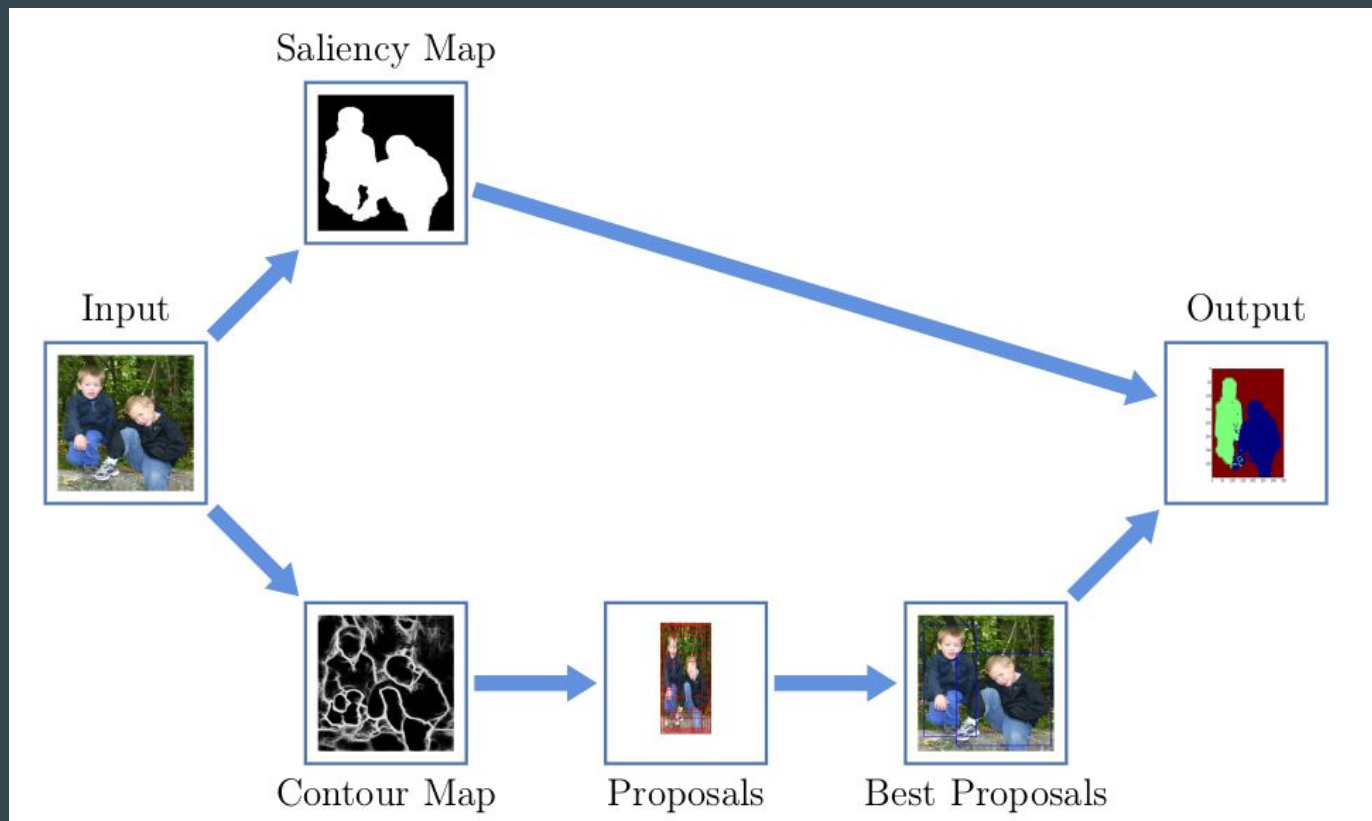 Saliency Map
Input
Output
Contour Map
Proposals
Best Proposals